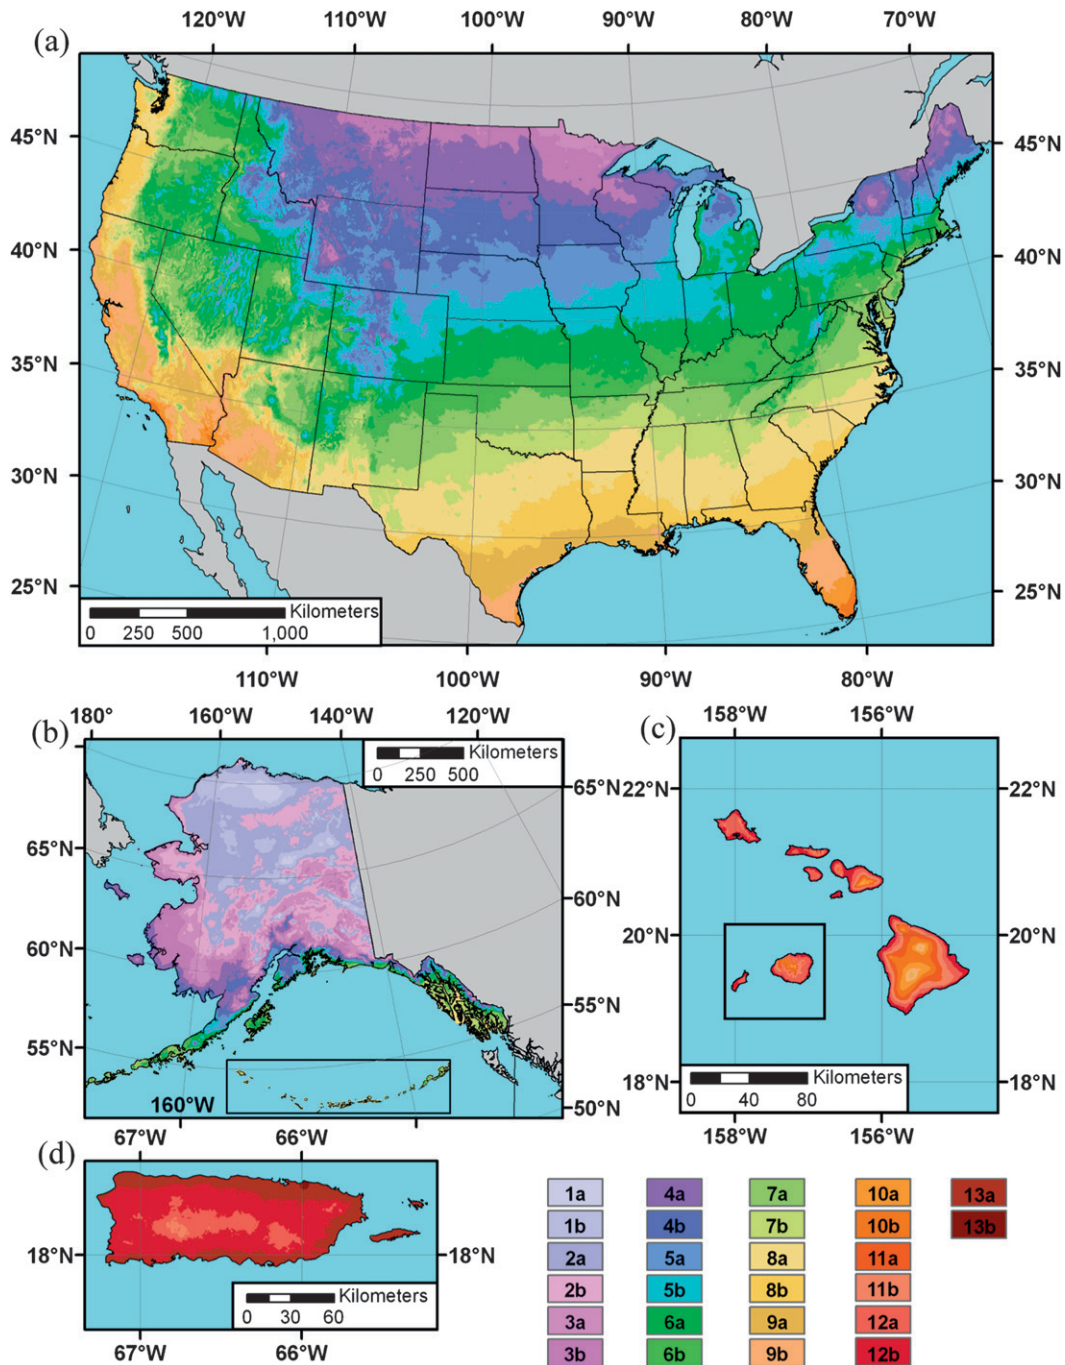 120°W 110°W 100°W 90°W 80°W 70°W
(a)
45°N 45°N
40°N 40°N
35°N 35°N
30°N 30°N
25°N 25°N
Kilometers
0 250 500 1,000
110°W 100°W 90°W 80°W
180° 160°W 140°W 120°W
(b)
Kilometers
0 250 500
65°N
65°N
60°N
60°N
55°N
55°N
50°N
160°W
158°W 156°W
(c)
22°N 22°N
20°N 20°N
18°N 18°N
Kilometers
0 40 80
158°W 156°W
67°W 66°W
(d)
18°N 18°N
Kilometers
0 30 60
67°W 66°W
1a 4a 7a 10a 13a
1b 4b 7b 10b 13b
2a 5a 8a 11a
2b 5b 8b 11b
3a 6a 9a 12a
3b 6b 9b 12b